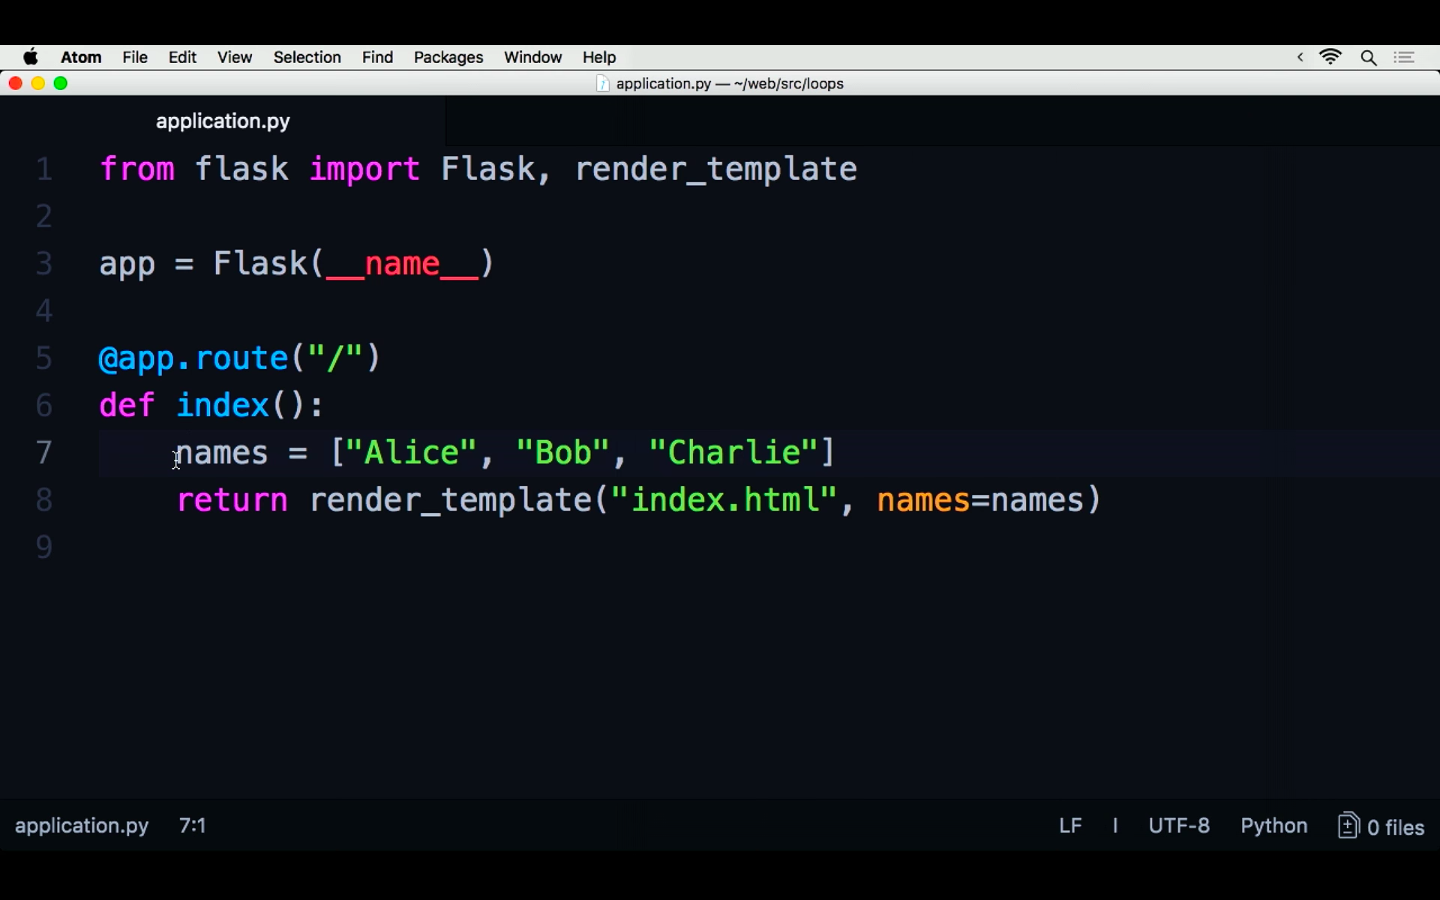 Atom File Edit View Selection Find Packages Window Help
application.py — ~/web/src/loops
application.py
1 from flask import Flask, render_template
2
3 app = Flask(__name__)
4
5 @app.route("/")
6 def index():
7     names = ["Alice", "Bob", "Charlie"]
8     return render_template("index.html", names=names)
9
application.py 7:1 LF | UTF-8 Python 0 files